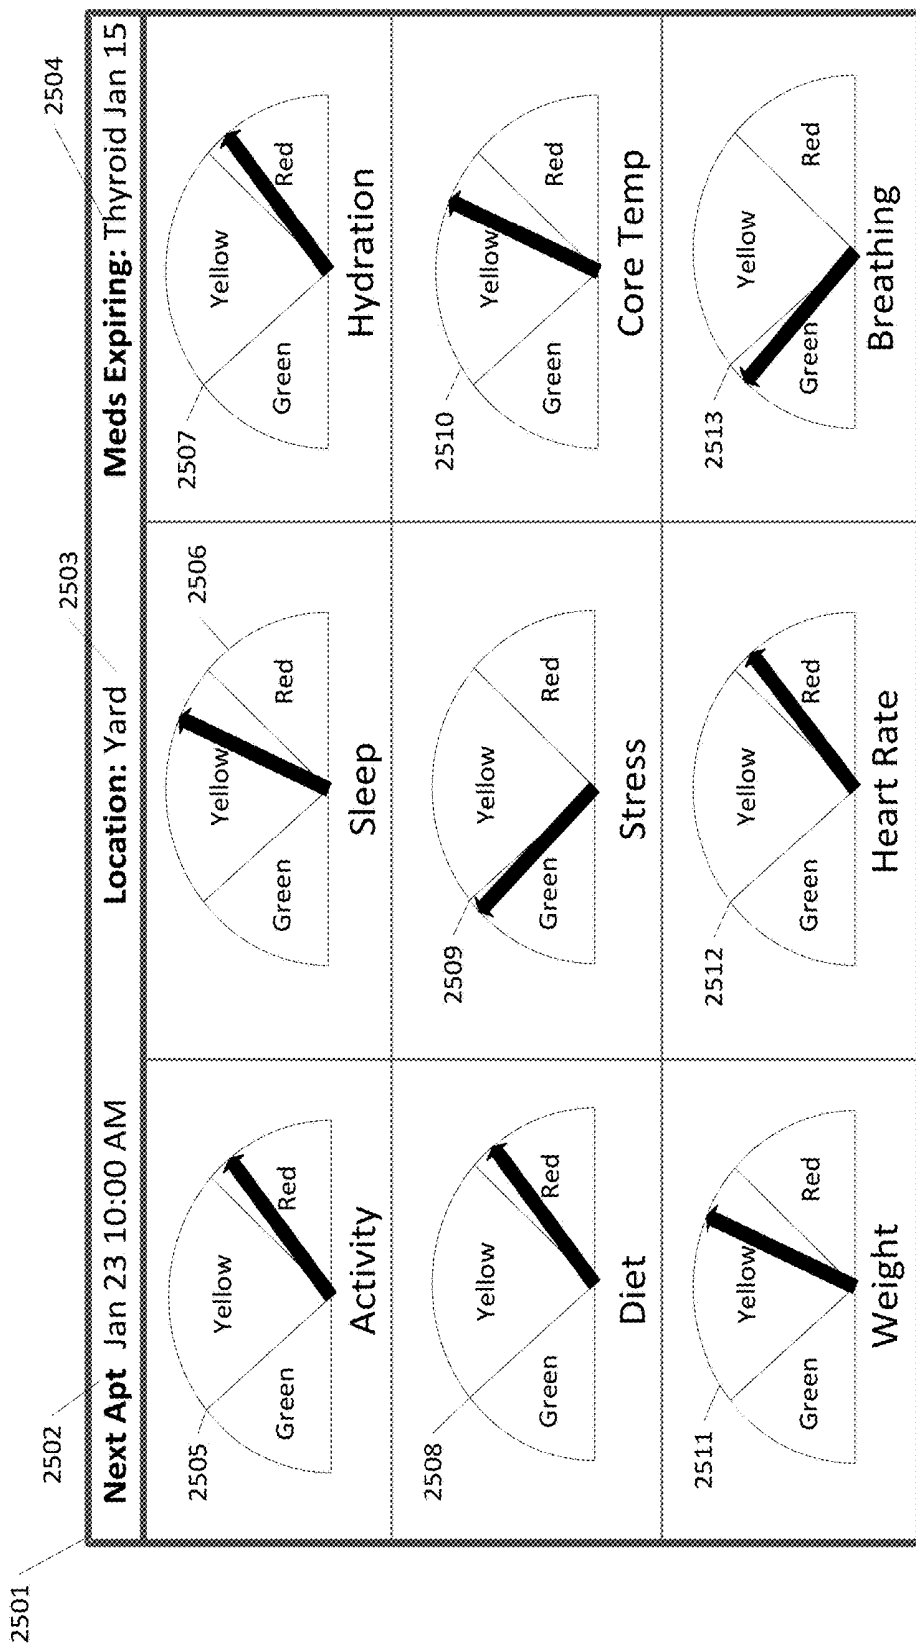 2501
2502
2503
2504
Next Apt Jan 23 10:00 AM
Location: Yard
Meds Expiring: Thyroid Jan 15
2505
Green
Yellow
Red
Activity
2506
Green
Yellow
Red
Sleep
2507
Green
Yellow
Red
Hydration
2508
Green
Yellow
Red
Diet
2509
Green
Yellow
Red
Stress
2510
Green
Yellow
Red
Core Temp
2511
Green
Yellow
Red
Weight
2512
Green
Yellow
Red
Heart Rate
2513
Green
Yellow
Red
Breathing